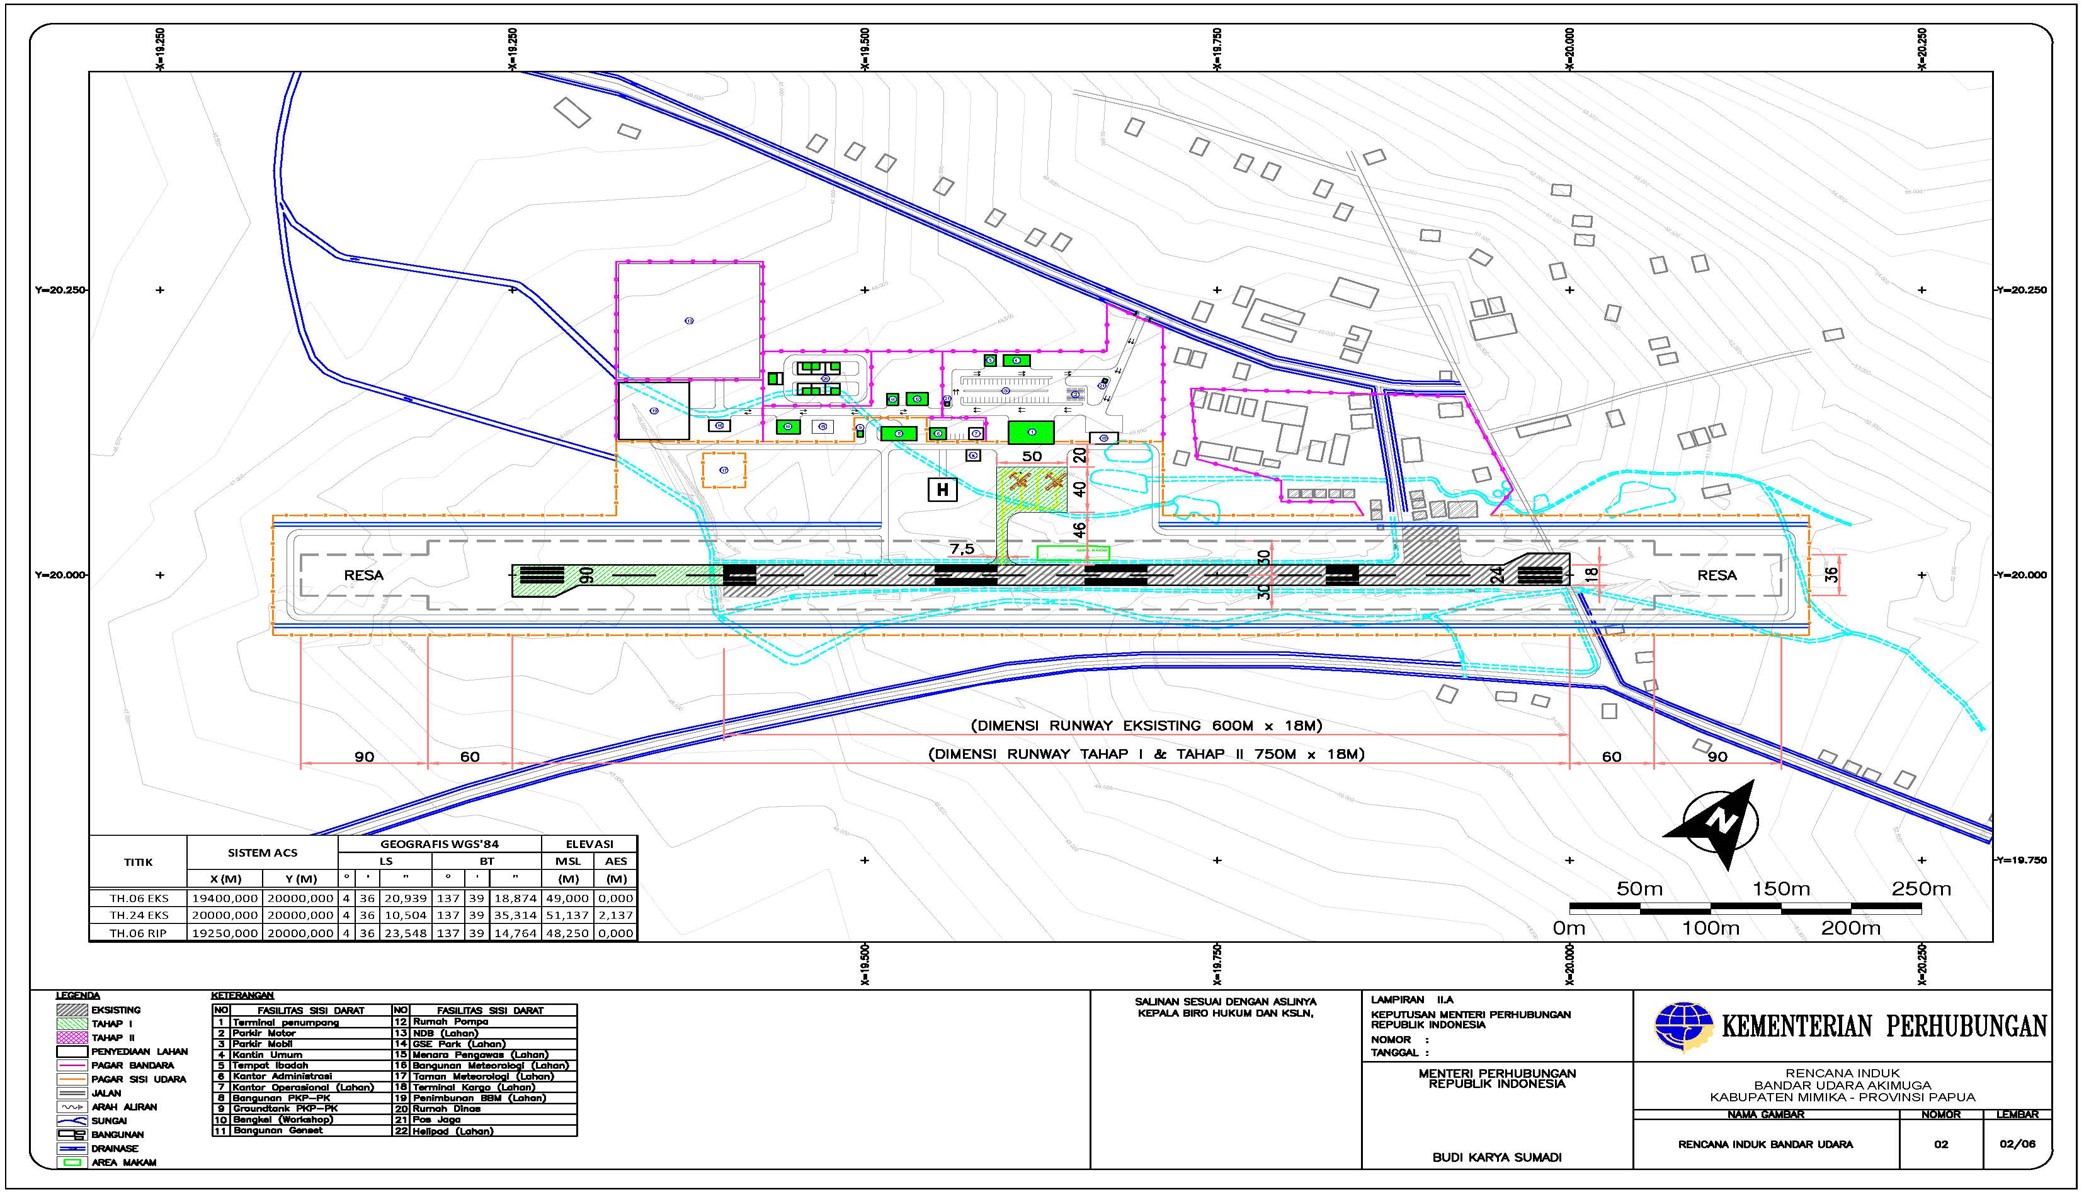 X=19.250
X=19.250
X=19.500
X=19.750
X=20.000
X=20.250
Y=20.250
Y=20.250
50
20
40
H
46
7,5
30
RESA
90
24
18
RESA
36
Y=20.000
Y=20.000
30
(DIMENSI RUNWAY EKSISTING 600M x 18M)
(DIMENSI RUNWAY TAHAP I & TAHAP II 750M x 18M)
90
60
60
90
N
Y=19.750
50m 150m 250m
0m 100m 200m
TITIK SISTEM ACS GEOGRAFIS WGS'84 ELEVASI
LS BT MSL AES
X (M) Y (M) ° ' " ° ' " (M) (M)
TH.06 EKS 19400,000 20000,000 4 36 20,939 137 39 18,874 49,000 0,000
TH.24 EKS 20000,000 20000,000 4 36 10,504 137 39 35,314 51,137 2,137
TH.06 RIP 19250,000 20000,000 4 36 23,548 137 39 14,764 48,250 0,000
X=19.500
X=19.750
X=20.000
X=20.250
LEGENDA
EKSISTING
TAHAP I
TAHAP II
PENYEDIAAN LAHAN
PAGAR BANDARA
PAGAR SISI UDARA
JALAN
ARAH ALIRAN
SUNGAI
BANGUNAN
DRAINASE
AREA MAKAM
KETERANGAN
NO FASILITAS SISI DARAT
1 Terminal penumpang
2 Parkir Motor
3 Parkir Mobil
4 Kantin Umum
5 Tempat Ibadah
6 Kantor Administrasi
7 Kantor Operasional (Lahan)
8 Bangunan PKP-PK
9 Groundtank PKP-PK
10 Bengkel (Workshop)
11 Bangunan Genset
NO FASILITAS SISI DARAT
12 Rumah Pompa
13 NDB (Lahan)
14 GSE Park (Lahan)
15 Menara Pengawas (Lahan)
16 Bangunan Meteorologi (Lahan)
17 Taman Meteorologi (Lahan)
18 Terminal Kargo (Lahan)
19 Penimbunan BBM (Lahan)
20 Rumah Dinas
21 Pos Jaga
22 Helipad (Lahan)
SALINAN SESUAI DENGAN ASLINYA
KEPALA BIRO HUKUM DAN KSLN,
LAMPIRAN II.A
KEPUTUSAN MENTERI PERHUBUNGAN
REPUBLIK INDONESIA
NOMOR :
TANGGAL :
MENTERI PERHUBUNGAN
REPUBLIK INDONESIA
BUDI KARYA SUMADI
KEMENTERIAN PERHUBUNGAN
RENCANA INDUK
BANDAR UDARA AKIMUGA
KABUPATEN MIMIKA - PROVINSI PAPUA
NAMA GAMBAR NOMOR LEMBAR
RENCANA INDUK BANDAR UDARA 02 02/06